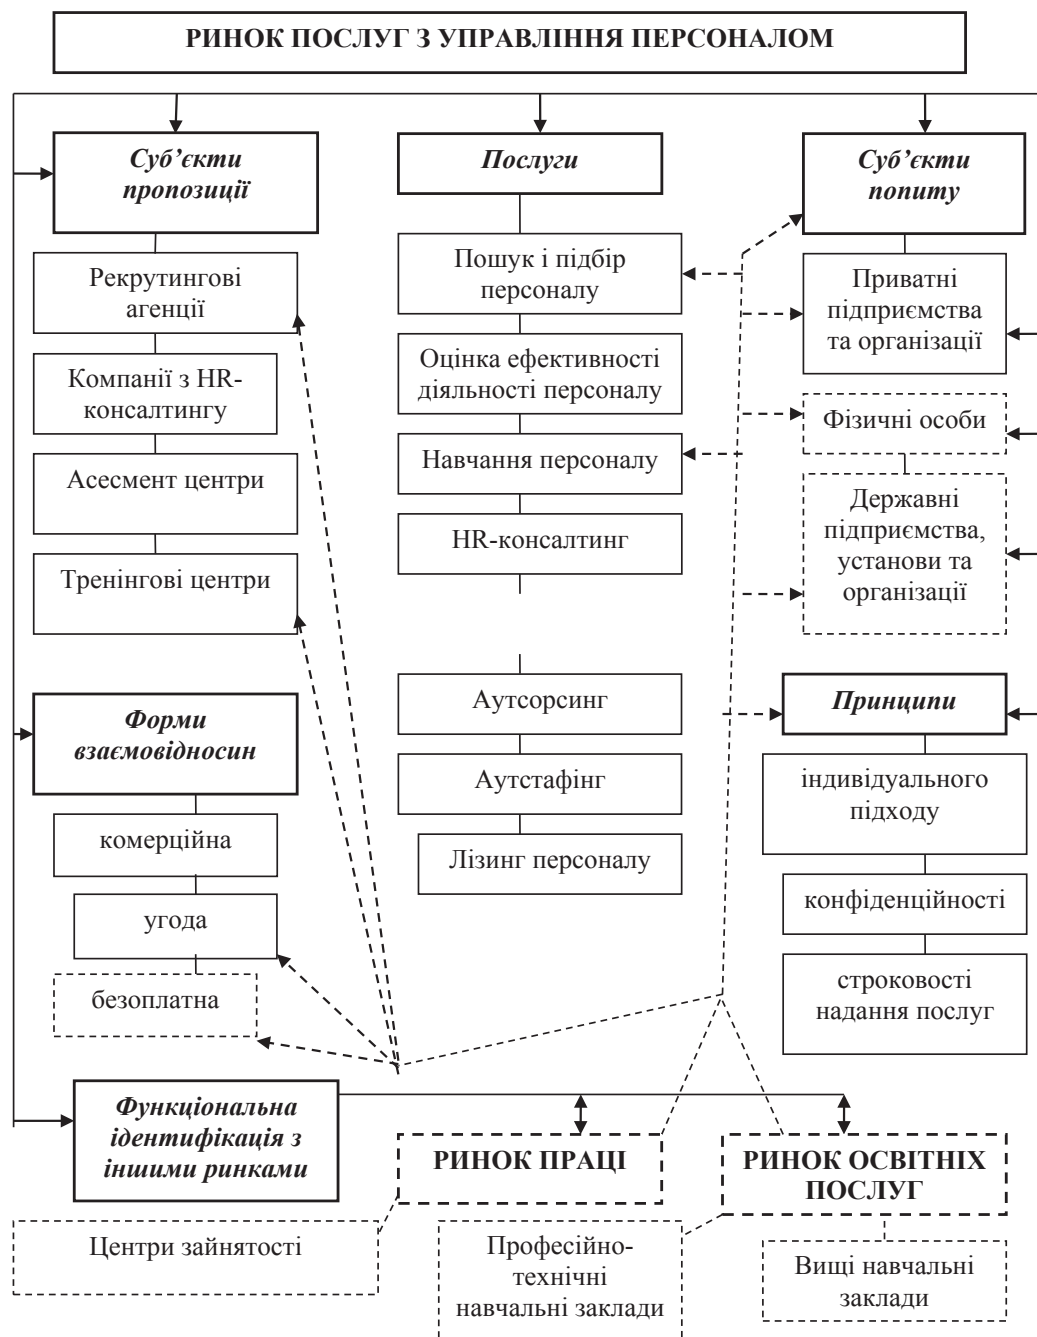 РИНОК ПОСЛУГ З УПРАВЛІННЯ ПЕРСОНАЛОМ
Суб’єкти
пропозиції
Рекрутингові
агенції
Компанії з HR-
консалтингу
Асесмент центри
Тренінгові центри
Форми
взаємовідносин
комерційна
угода
безоплатна
Послуги
Пошук і підбір
персоналу
Оцінка ефективності
діяльності персоналу
Навчання персоналу
HR-консалтинг
Аутсорсинг
Аутстафінг
Лізинг персоналу
Суб’єкти
попиту
Приватні
підприємства
та організації
Фізичні особи
Державні
підприємства,
установи та
організації
Принципи
індивідуального
підходу
конфіденційності
строковості
надання послуг
Функціональна
ідентифікація з
іншими ринками
РИНОК ПРАЦІ
РИНОК ОСВІТНІХ
ПОСЛУГ
Центри зайнятості
Професійно-
технічні
навчальні заклади
Вищі навчальні
заклади